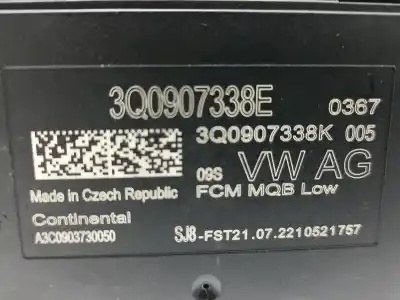 3Q0907338E 0367
3Q0907338K 005
09S VW AG
Made in Czech Republic FCM MQB Low
Continental
A3C0903730050 SJ8-FST21.07.2210521757